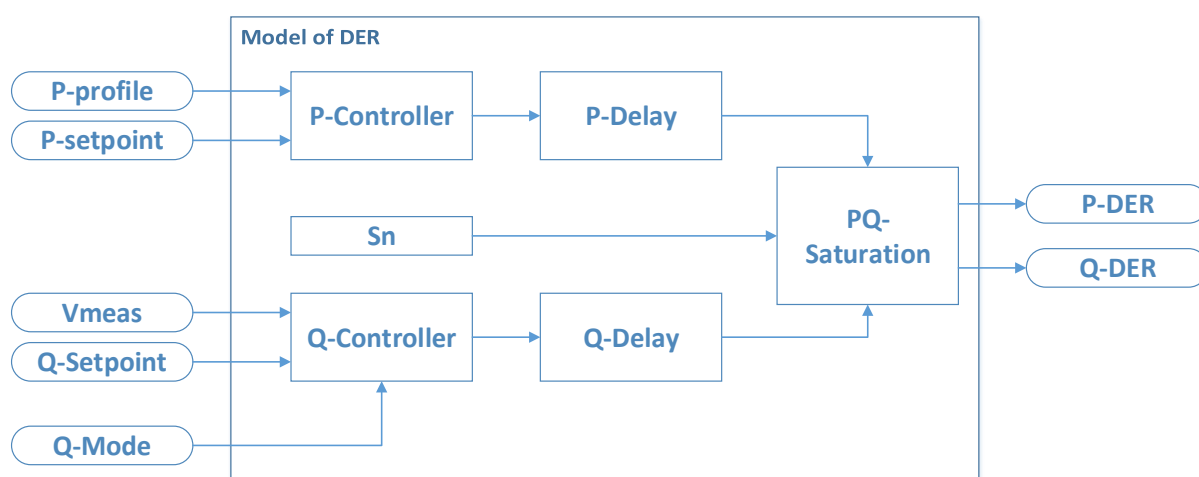 Model of DER
P-profile
P-setpoint
P-Controller
P-Delay
Sn
PQ-
Saturation
P-DER
Q-DER
Vmeas
Q-Setpoint
Q-Controller
Q-Delay
Q-Mode